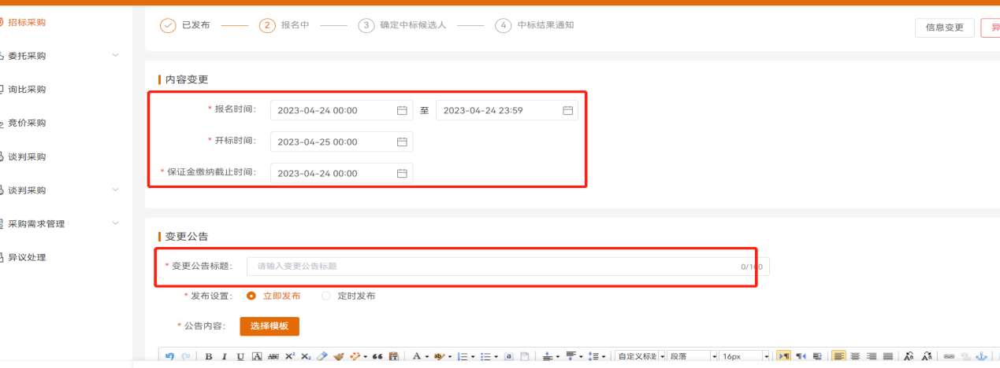 招标采购
委托采购
询比采购
竞价采购
谈判采购
谈判采购
采购需求管理
异议处理
已发布 2 报名中 3 确定中标候选人 4 中标结果通知
信息变更 异
内容变更
* 报名时间: 2023-04-24 00:00 至 2023-04-24 23:59
* 开标时间: 2023-04-25 00:00
* 保证金缴纳截止时间: 2023-04-24 00:00
变更公告
* 变更公告标题: 请输入变更公告标题 0/100
* 发布设置: 立即发布 定时发布
* 公告内容: 选择模板
B I U A ABC X² X₂ A ab a 自定义标题 段落 16px